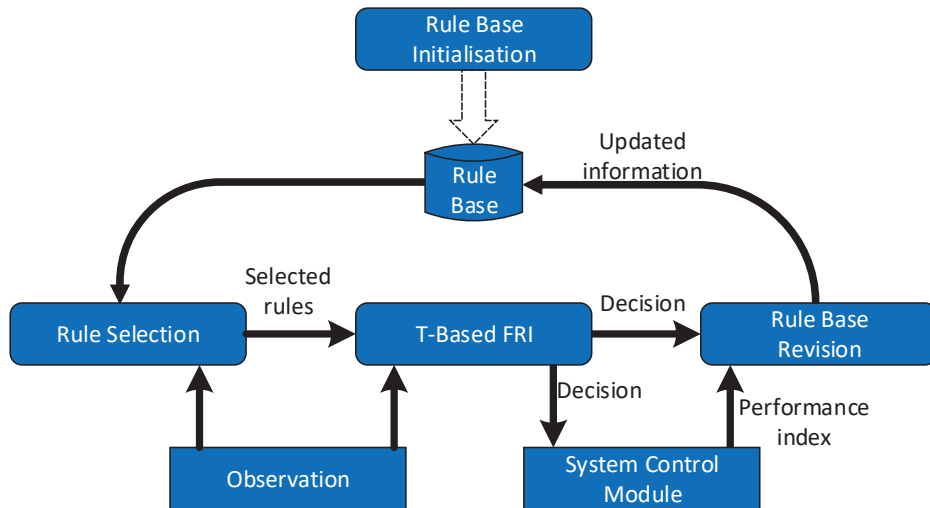 Rule Base
Initialisation
Updated
information
Rule
Base
Selected
rules
Decision
Rule Selection
T-Based FRI
Rule Base
Revision
Decision
Performance
index
Observation
System Control
Module